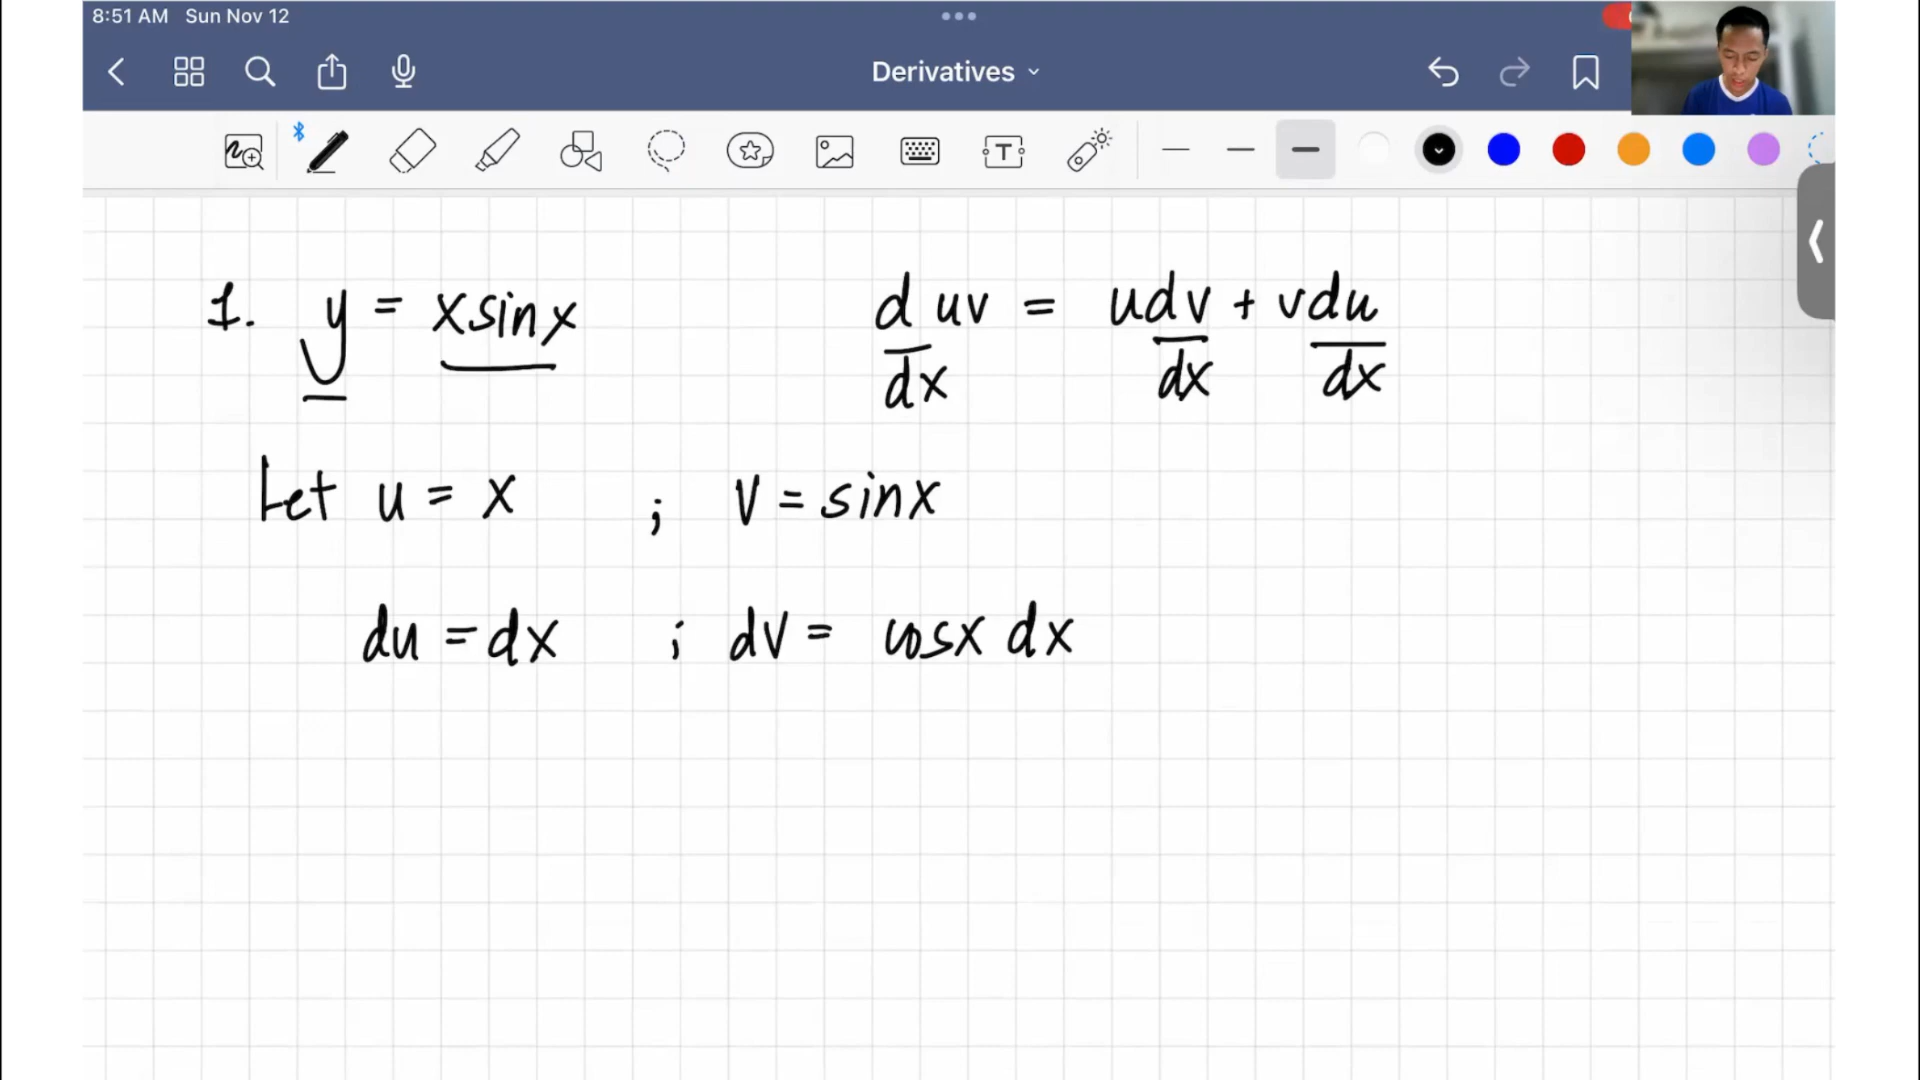 8:51 AM Sun Nov 12
Derivatives
T
1. y = xsinx
d/dx uv = udv/dx + vdu/dx
Let u = x ; v = sinx
du = dx ; dv = cosx dx